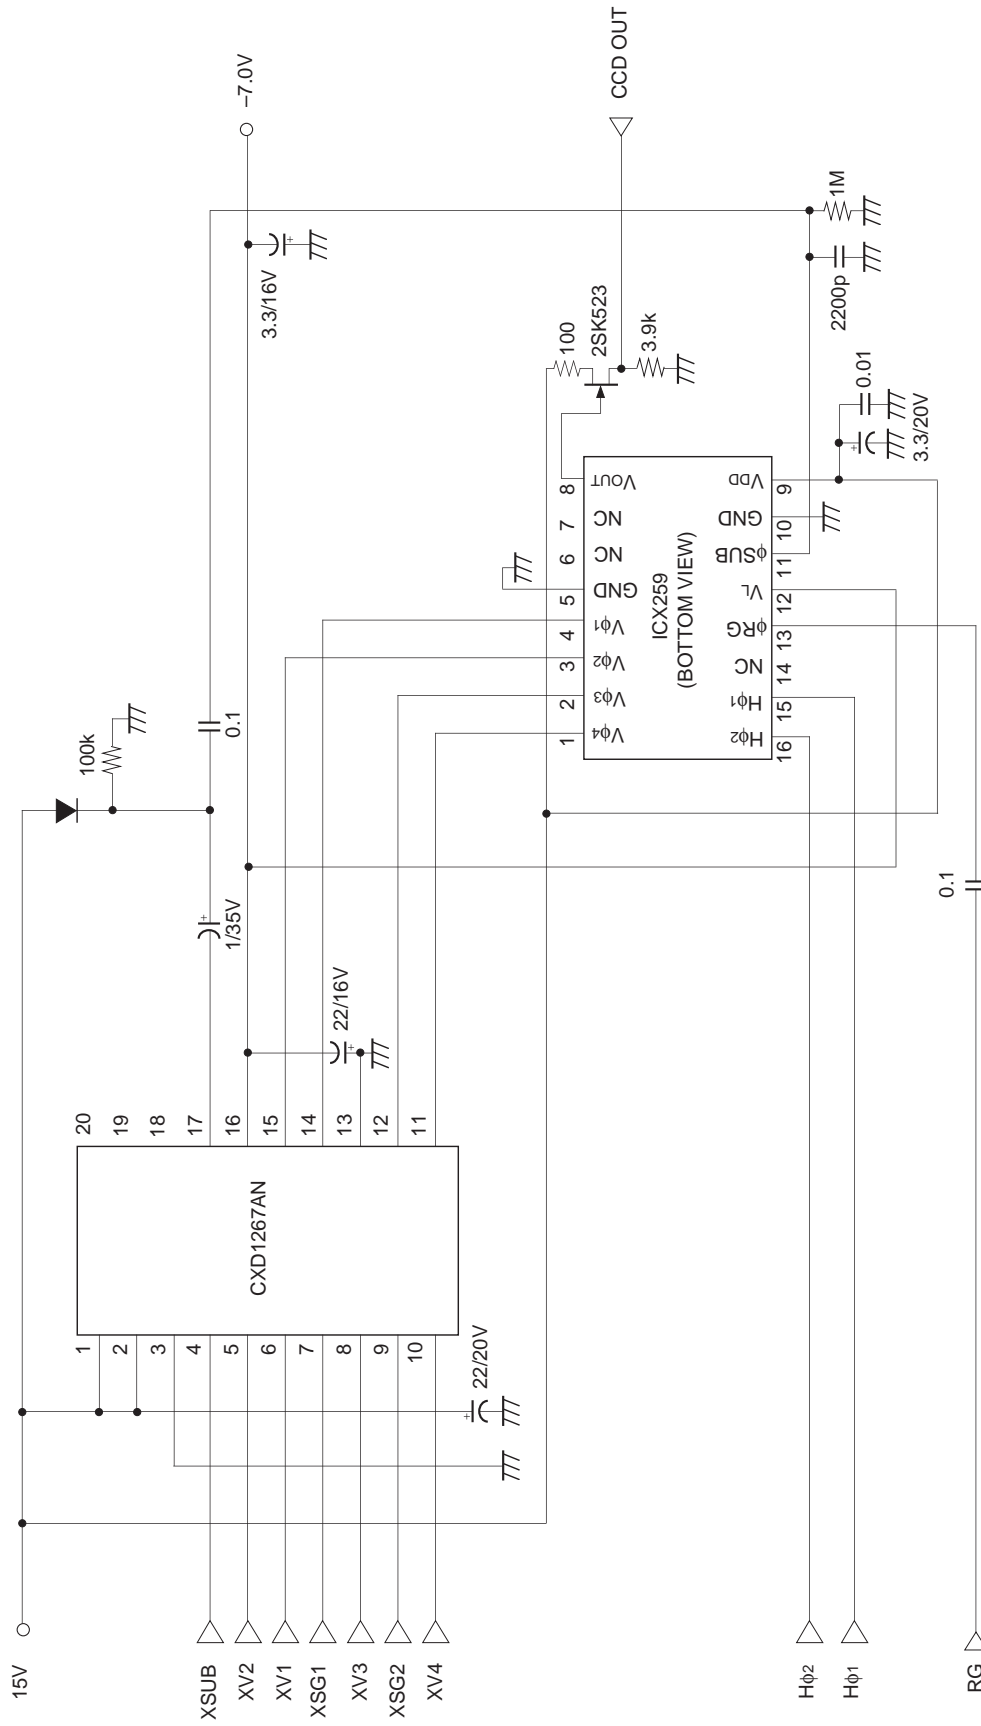 15V
–7.0V
CCD OUT
3.3/16V
1M
2200p
0.01
3.3/20V
100
2SK523
3.9k
100k
0.1
1/35V
22/16V
CXD1267AN
20
19
18
17
16
15
14
13
12
11
1
2
3
4
5
6
7
8
9
10
22/20V
XSUB
XV2
XV1
XSG1
XV3
XSG2
XV4
ICX259
(BOTTOM VIEW)
8 VOUT
7 NC
6 NC
5 GND
4 Vϕ1
3 Vϕ2
2 Vϕ3
1 Vϕ4
VDD 9
GND 10
ϕSUB 11
VL 12
ϕRG 13
NC 14
Hϕ1 15
Hϕ2 16
0.1
Hϕ2
Hϕ1
RG